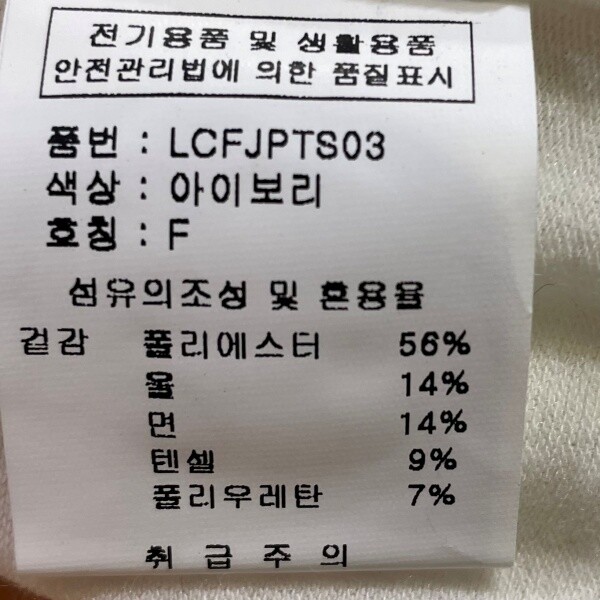 전기용품 및 생활용품
안전관리법에 의한 품질표시
품번 : LCFJPTS03
색상 : 아이보리
호칭 : F
섬유의조성 및 혼용율
겉감 폴리에스터 56%
울 14%
면 14%
텐셀 9%
폴리우레탄 7%
취급주의